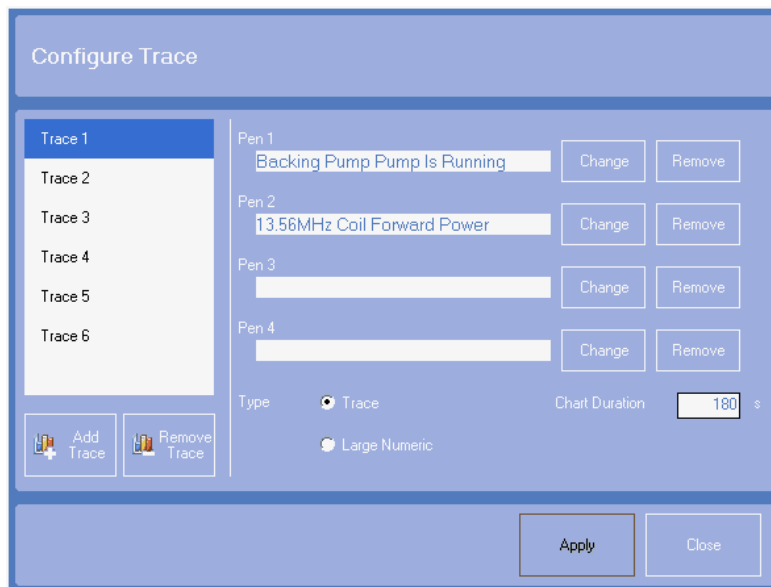 Configure Trace
Trace 1
Trace 2
Trace 3
Trace 4
Trace 5
Trace 6
Add
Trace
Remove
Trace
Pen 1
Backing Pump Pump Is Running
Change
Remove
Pen 2
13.56MHz Coil Forward Power
Change
Remove
Pen 3
Change
Remove
Pen 4
Change
Remove
Type
Trace
Chart Duration
180
s
Large Numeric
Apply
Close